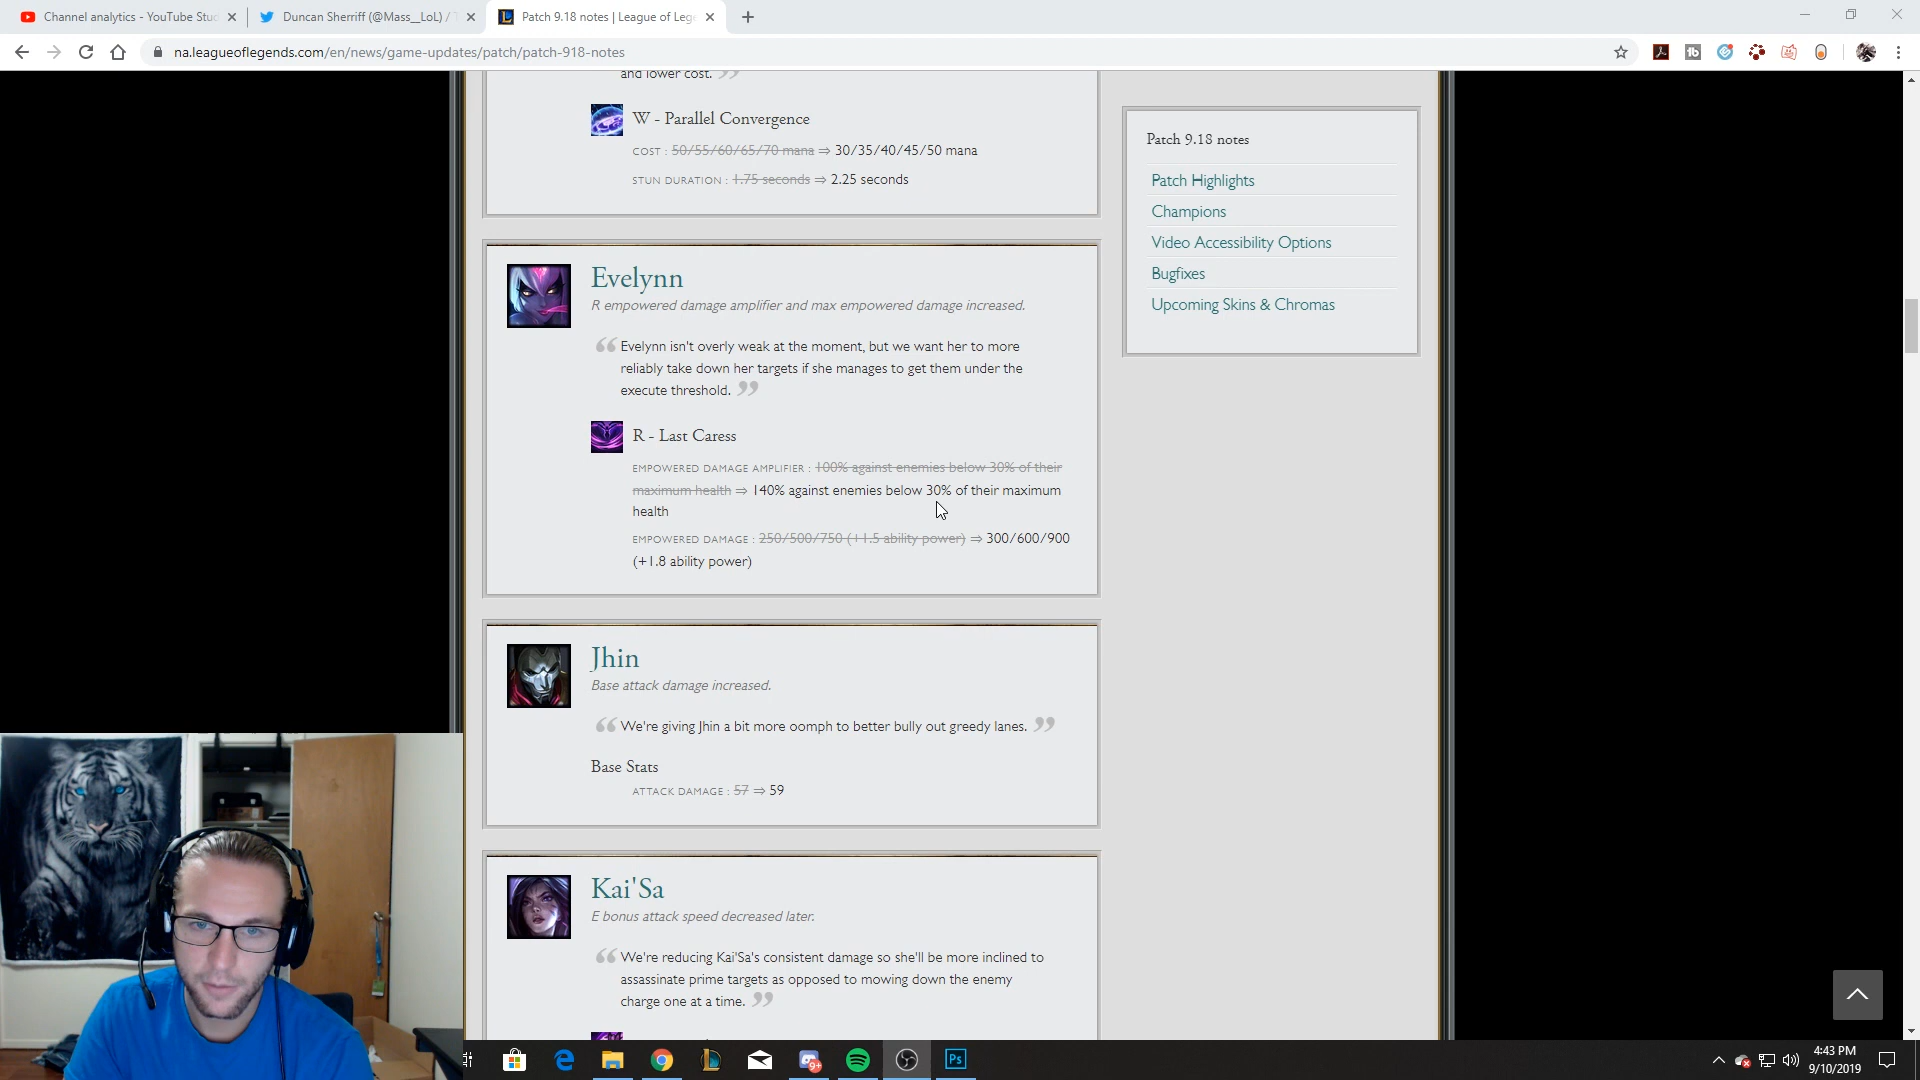 Channel analytics - YouTube Stud
Duncan Sherriff (@Mass__LoL) / T
Patch 9.18 notes | League of Lege
na.leagueoflegends.com/en/news/game-updates/patch/patch-918-notes
and lower cost. ”
W - Parallel Convergence
COST : 50/55/60/65/70 mana ⇒ 30/35/40/45/50 mana
STUN DURATION : 1.75 seconds ⇒ 2.25 seconds
Patch 9.18 notes
Patch Highlights
Champions
Video Accessibility Options
Bugfixes
Upcoming Skins & Chromas
Evelynn
R empowered damage amplifier and max empowered damage increased.
“ Evelynn isn't overly weak at the moment, but we want her to more
reliably take down her targets if she manages to get them under the
execute threshold. ”
R - Last Caress
EMPOWERED DAMAGE AMPLIFIER : 100% against enemies below 30% of their
maximum health ⇒ 140% against enemies below 30% of their maximum
health
EMPOWERED DAMAGE : 250/500/750 (+1.5 ability power) ⇒ 300/600/900
(+1.8 ability power)
Jhin
Base attack damage increased.
“ We're giving Jhin a bit more oomph to better bully out greedy lanes. ”
Base Stats
ATTACK DAMAGE : 57 ⇒ 59
Kai'Sa
E bonus attack speed decreased later.
“ We're reducing Kai'Sa's consistent damage so she'll be more inclined to
assassinate prime targets as opposed to mowing down the enemy
charge one at a time. ”
9+
Ps
4:43 PM
9/10/2019